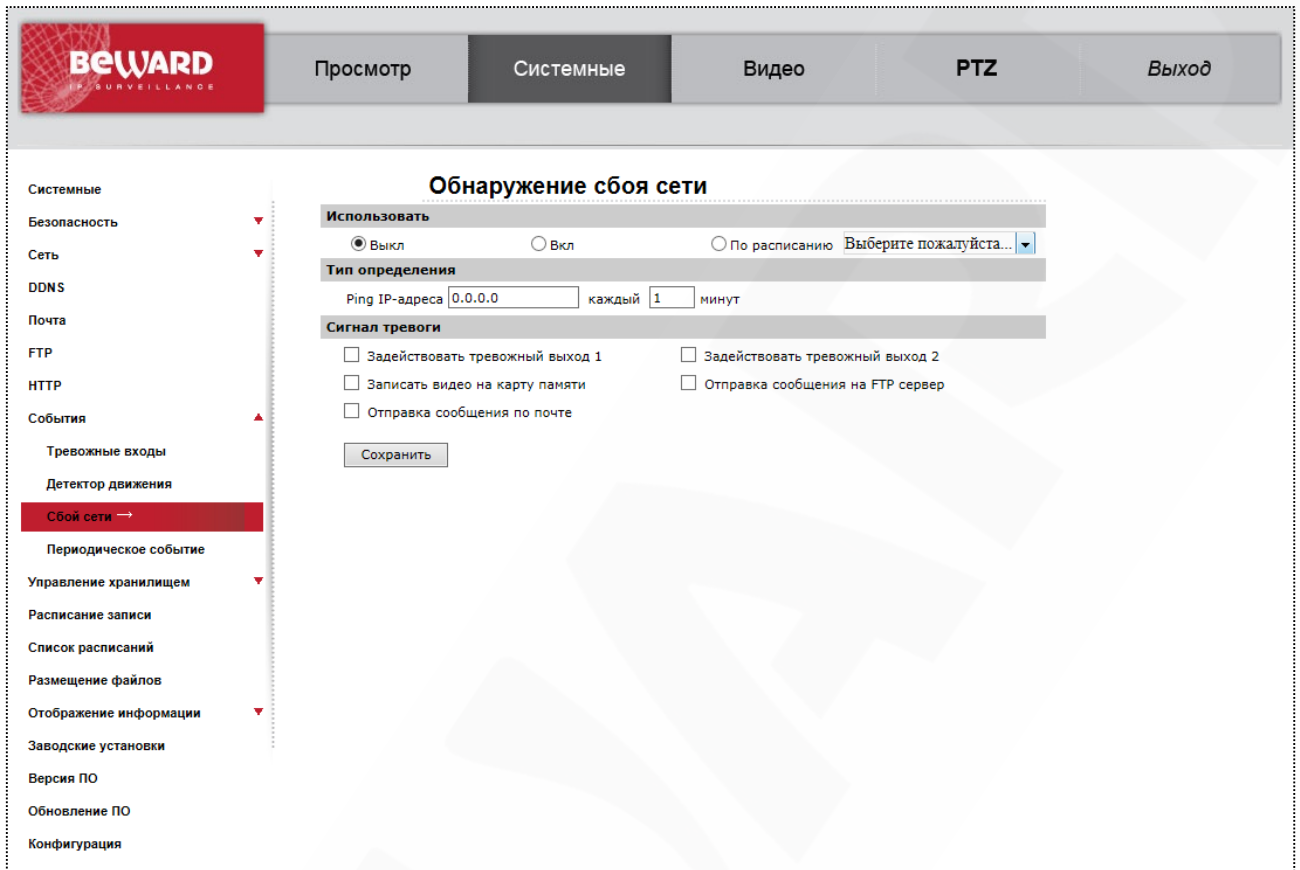 BEWARD
IP SURVEILLANCE
Просмотр Системные Видео PTZ Выход
Системные
Безопасность
Сеть
DDNS
Почта
FTP
HTTP
События
Тревожные входы
Детектор движения
Сбой сети →
Периодическое событие
Управление хранилищем
Расписание записи
Список расписаний
Размещение файлов
Отображение информации
Заводские установки
Версия ПО
Обновление ПО
Конфигурация
Обнаружение сбоя сети
Использовать
Выкл Вкл По расписанию Выберите пожалуйста...
Тип определения
Ping IP-адреса 0.0.0.0 каждый 1 минут
Сигнал тревоги
Задействовать тревожный выход 1 Задействовать тревожный выход 2
Записать видео на карту памяти Отправка сообщения на FTP сервер
Отправка сообщения по почте
Сохранить